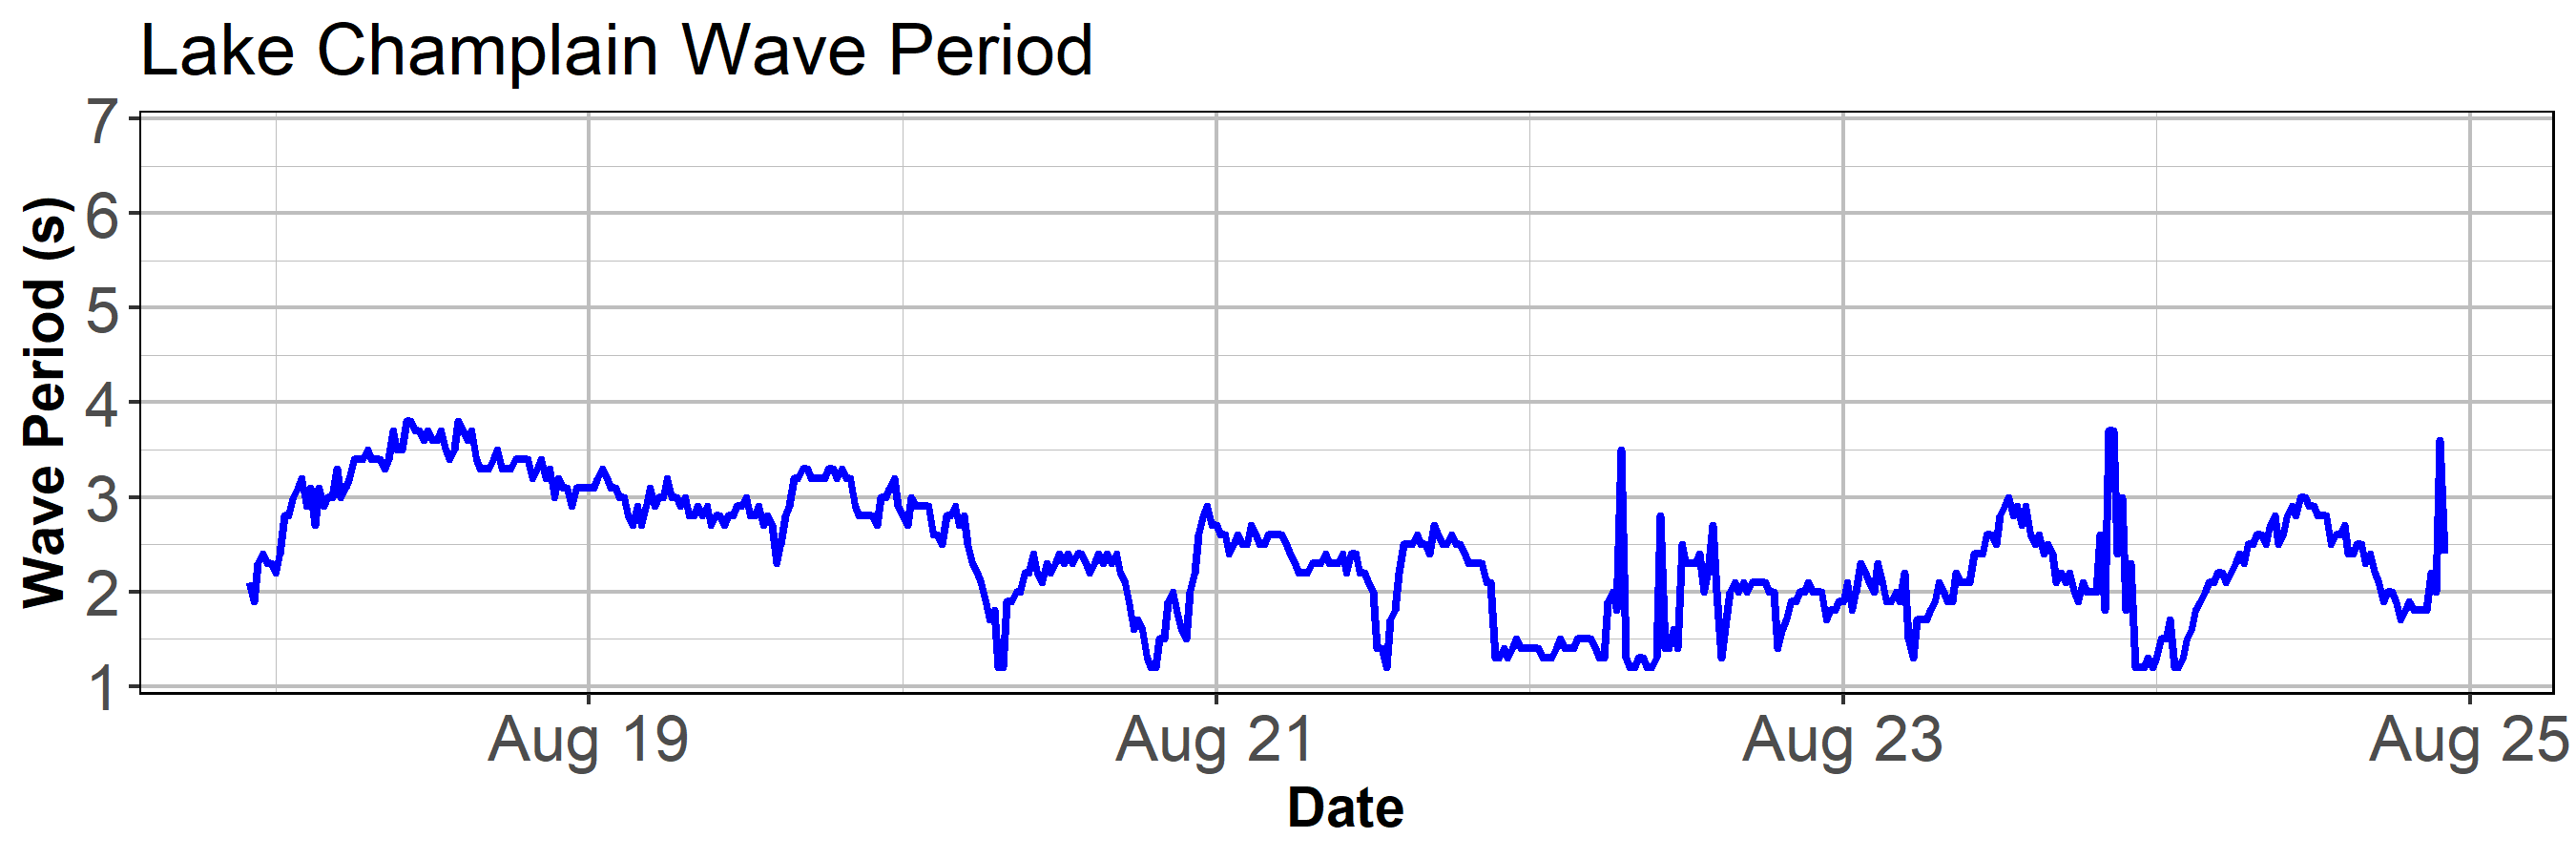 Lake Champlain Wave Period
Wave Period (s)
7
6
5
4
3
2
1
Aug 19
Aug 21
Aug 23
Aug 25
Date